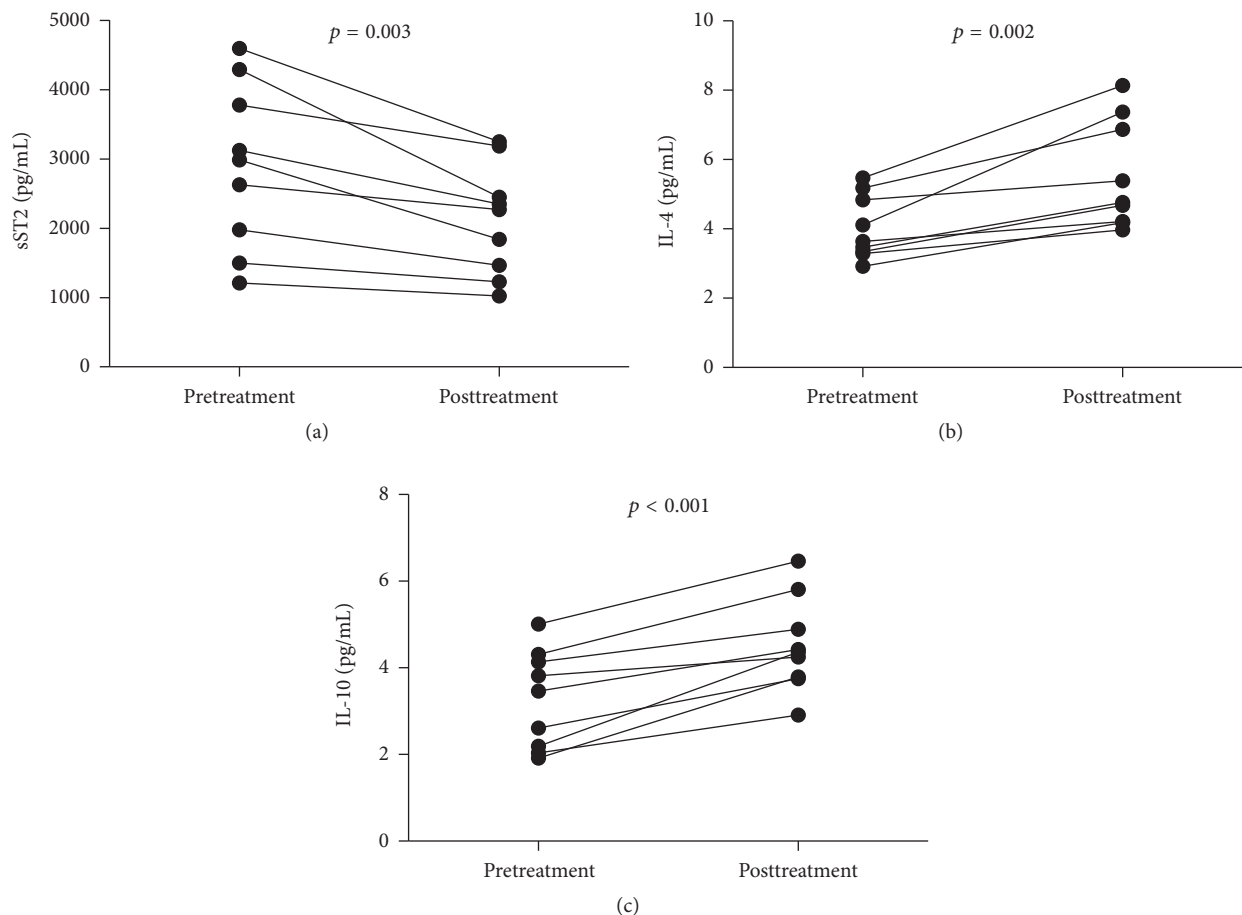 5000
4000
3000
2000
1000
0
sST2 (pg/mL)
p = 0.003
Pretreatment
Posttreatment
(a)
10
8
6
4
2
0
IL-4 (pg/mL)
p = 0.002
Pretreatment
Posttreatment
(b)
8
6
4
2
0
IL-10 (pg/mL)
p < 0.001
Pretreatment
Posttreatment
(c)